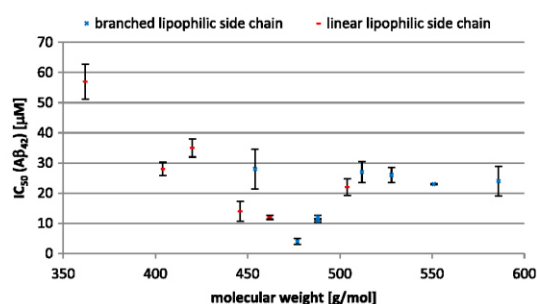 branched lipophilic side chain linear lipophilic side chain
70
60
50
40
30
20
10
0
IC50 (Aβ42) [µM]
350 400 450 500 550 600
molecular weight [g/mol]